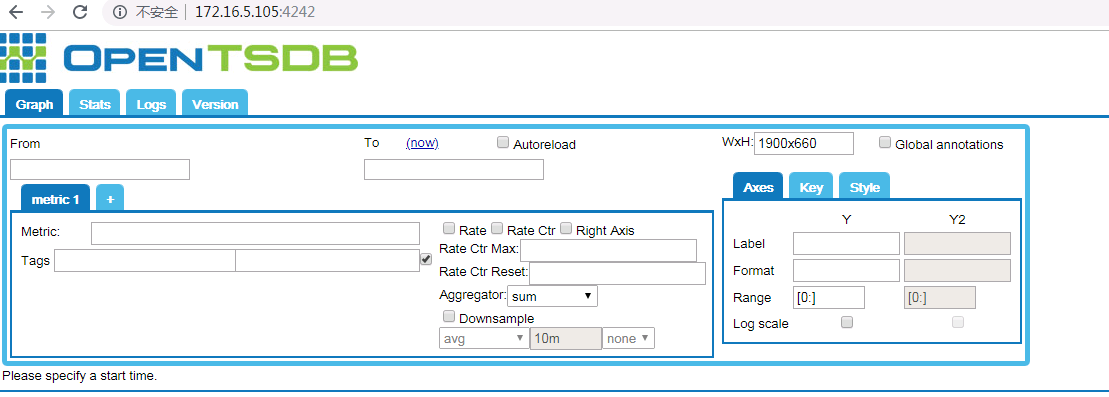 不安全 172.16.5.105:4242
OPENTSDB
Graph Stats Logs Version
From To (now) Autoreload WxH: 1900x660 Global annotations
metric 1 + Axes Key Style
Metric: Rate Rate Ctr Right Axis Y Y2
Rate Ctr Max: Label
Tags Rate Ctr Reset: Format
Aggregator: sum Range [0:] [0:]
Downsample Log scale
avg 10m none
Please specify a start time.